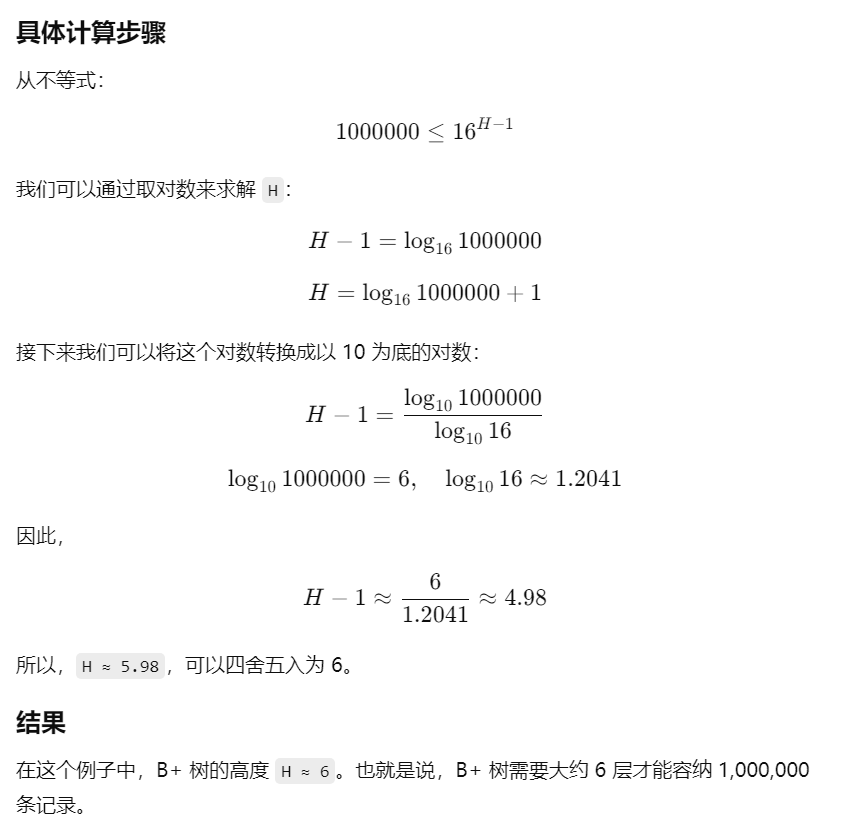 具体计算步骤
从不等式：
1000000 ≤ 16^{H−1}
我们可以通过取对数来求解 H：
H − 1 = log_{16} 1000000
H = log_{16} 1000000 + 1
接下来我们可以将这个对数转换成以 10 为底的对数：
H − 1 = \frac{log_{10} 1000000}{log_{10} 16}
log_{10} 1000000 = 6, log_{10} 16 ≈ 1.2041
因此，
H − 1 ≈ \frac{6}{1.2041} ≈ 4.98
所以，H ≈ 5.98，可以四舍五入为 6。
结果
在这个例子中，B+ 树的高度 H ≈ 6。也就是说，B+ 树需要大约 6 层才能容纳 1,000,000
条记录。